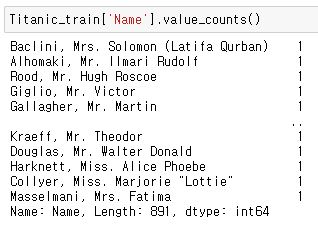 Titanic_train['Name'].value_counts()
Baclini, Mrs. Solomon (Latifa Qurban)    1
Alhomaki, Mr. Ilmari Rudolf    1
Rood, Mr. Hugh Roscoe    1
Giglio, Mr. Victor    1
Gallagher, Mr. Martin    1
..
Kraeff, Mr. Theodor    1
Douglas, Mr. Walter Donald    1
Harknett, Miss. Alice Phoebe    1
Collyer, Miss. Marjorie "Lottie"    1
Masselmani, Mrs. Fatima    1
Name: Name, Length: 891, dtype: int64